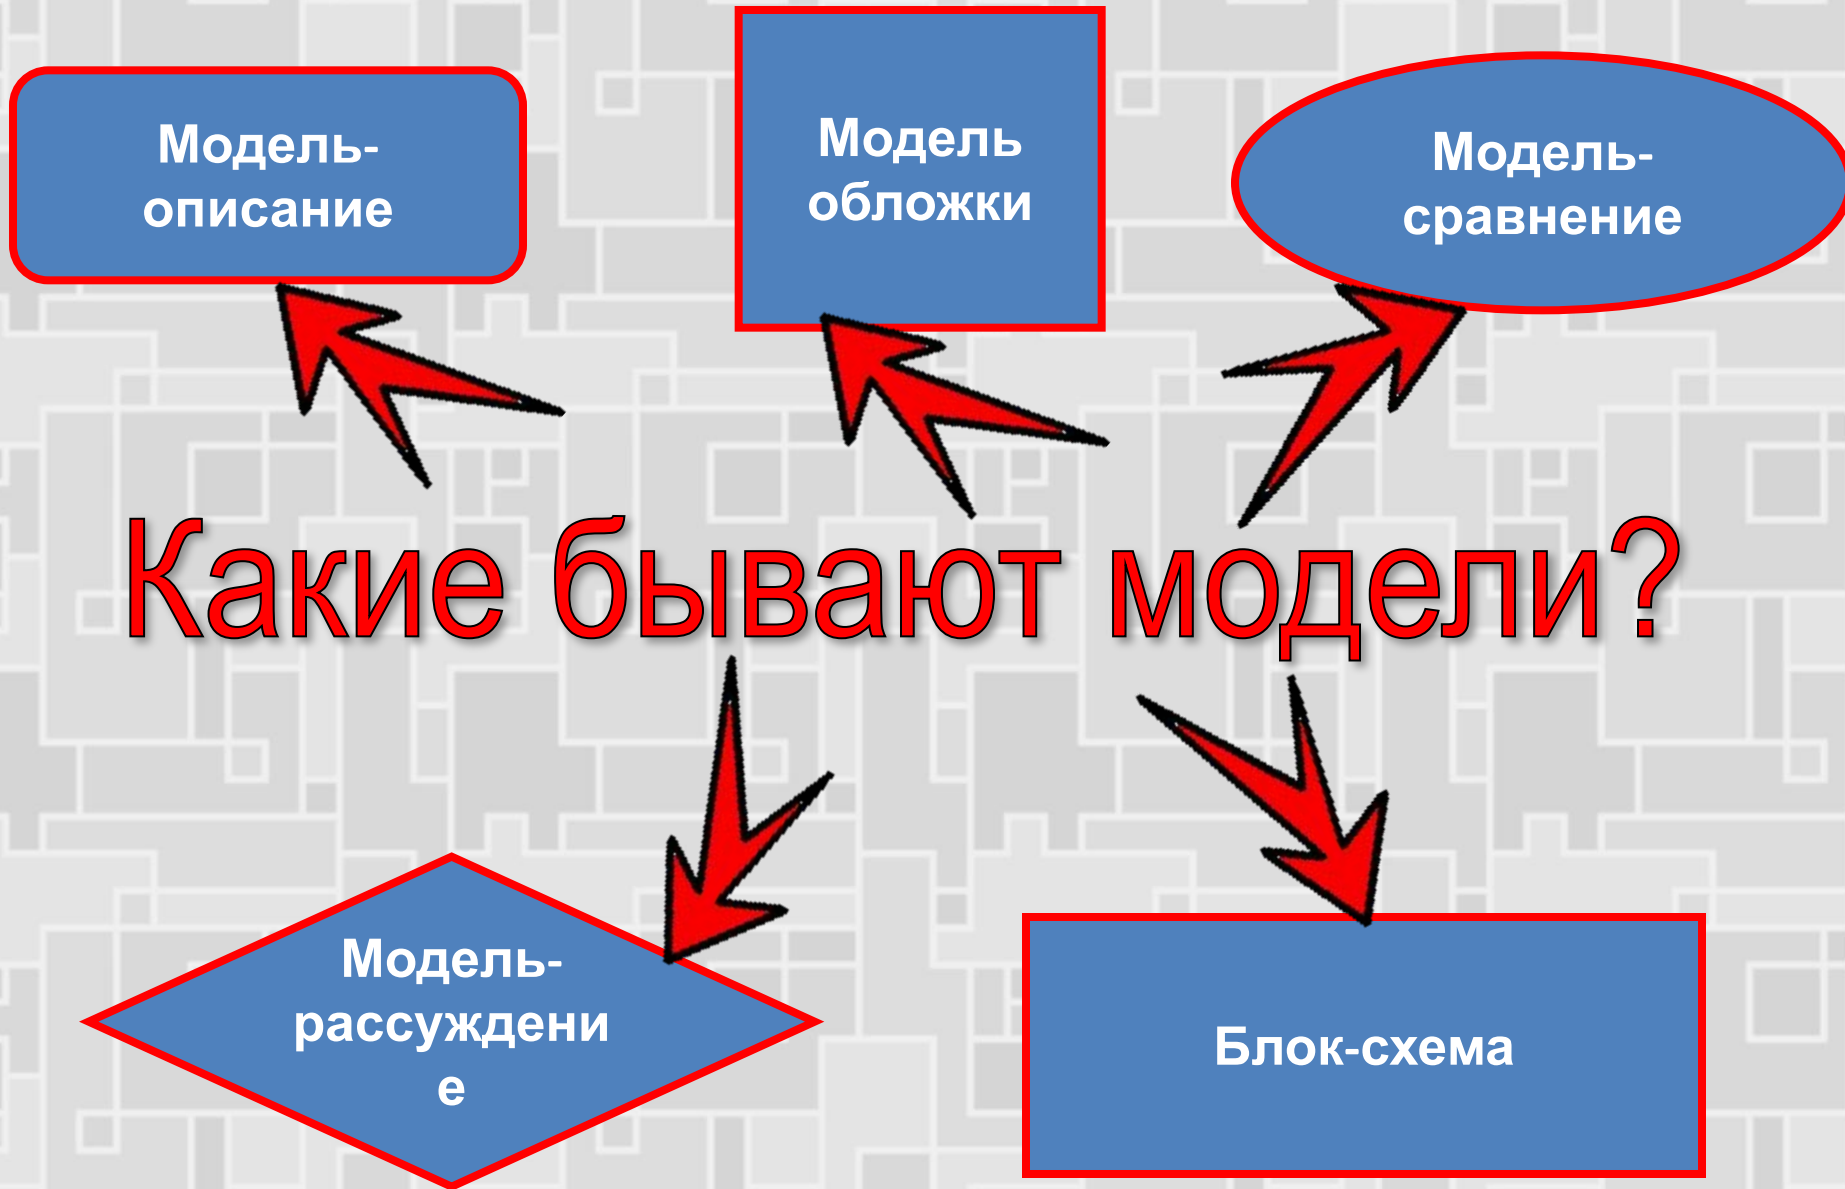 Модель-
описание
Модель
обложки
Модель-
сравнение
Какие бывают модели?
Модель-
рассуждени
е
Блок-схема